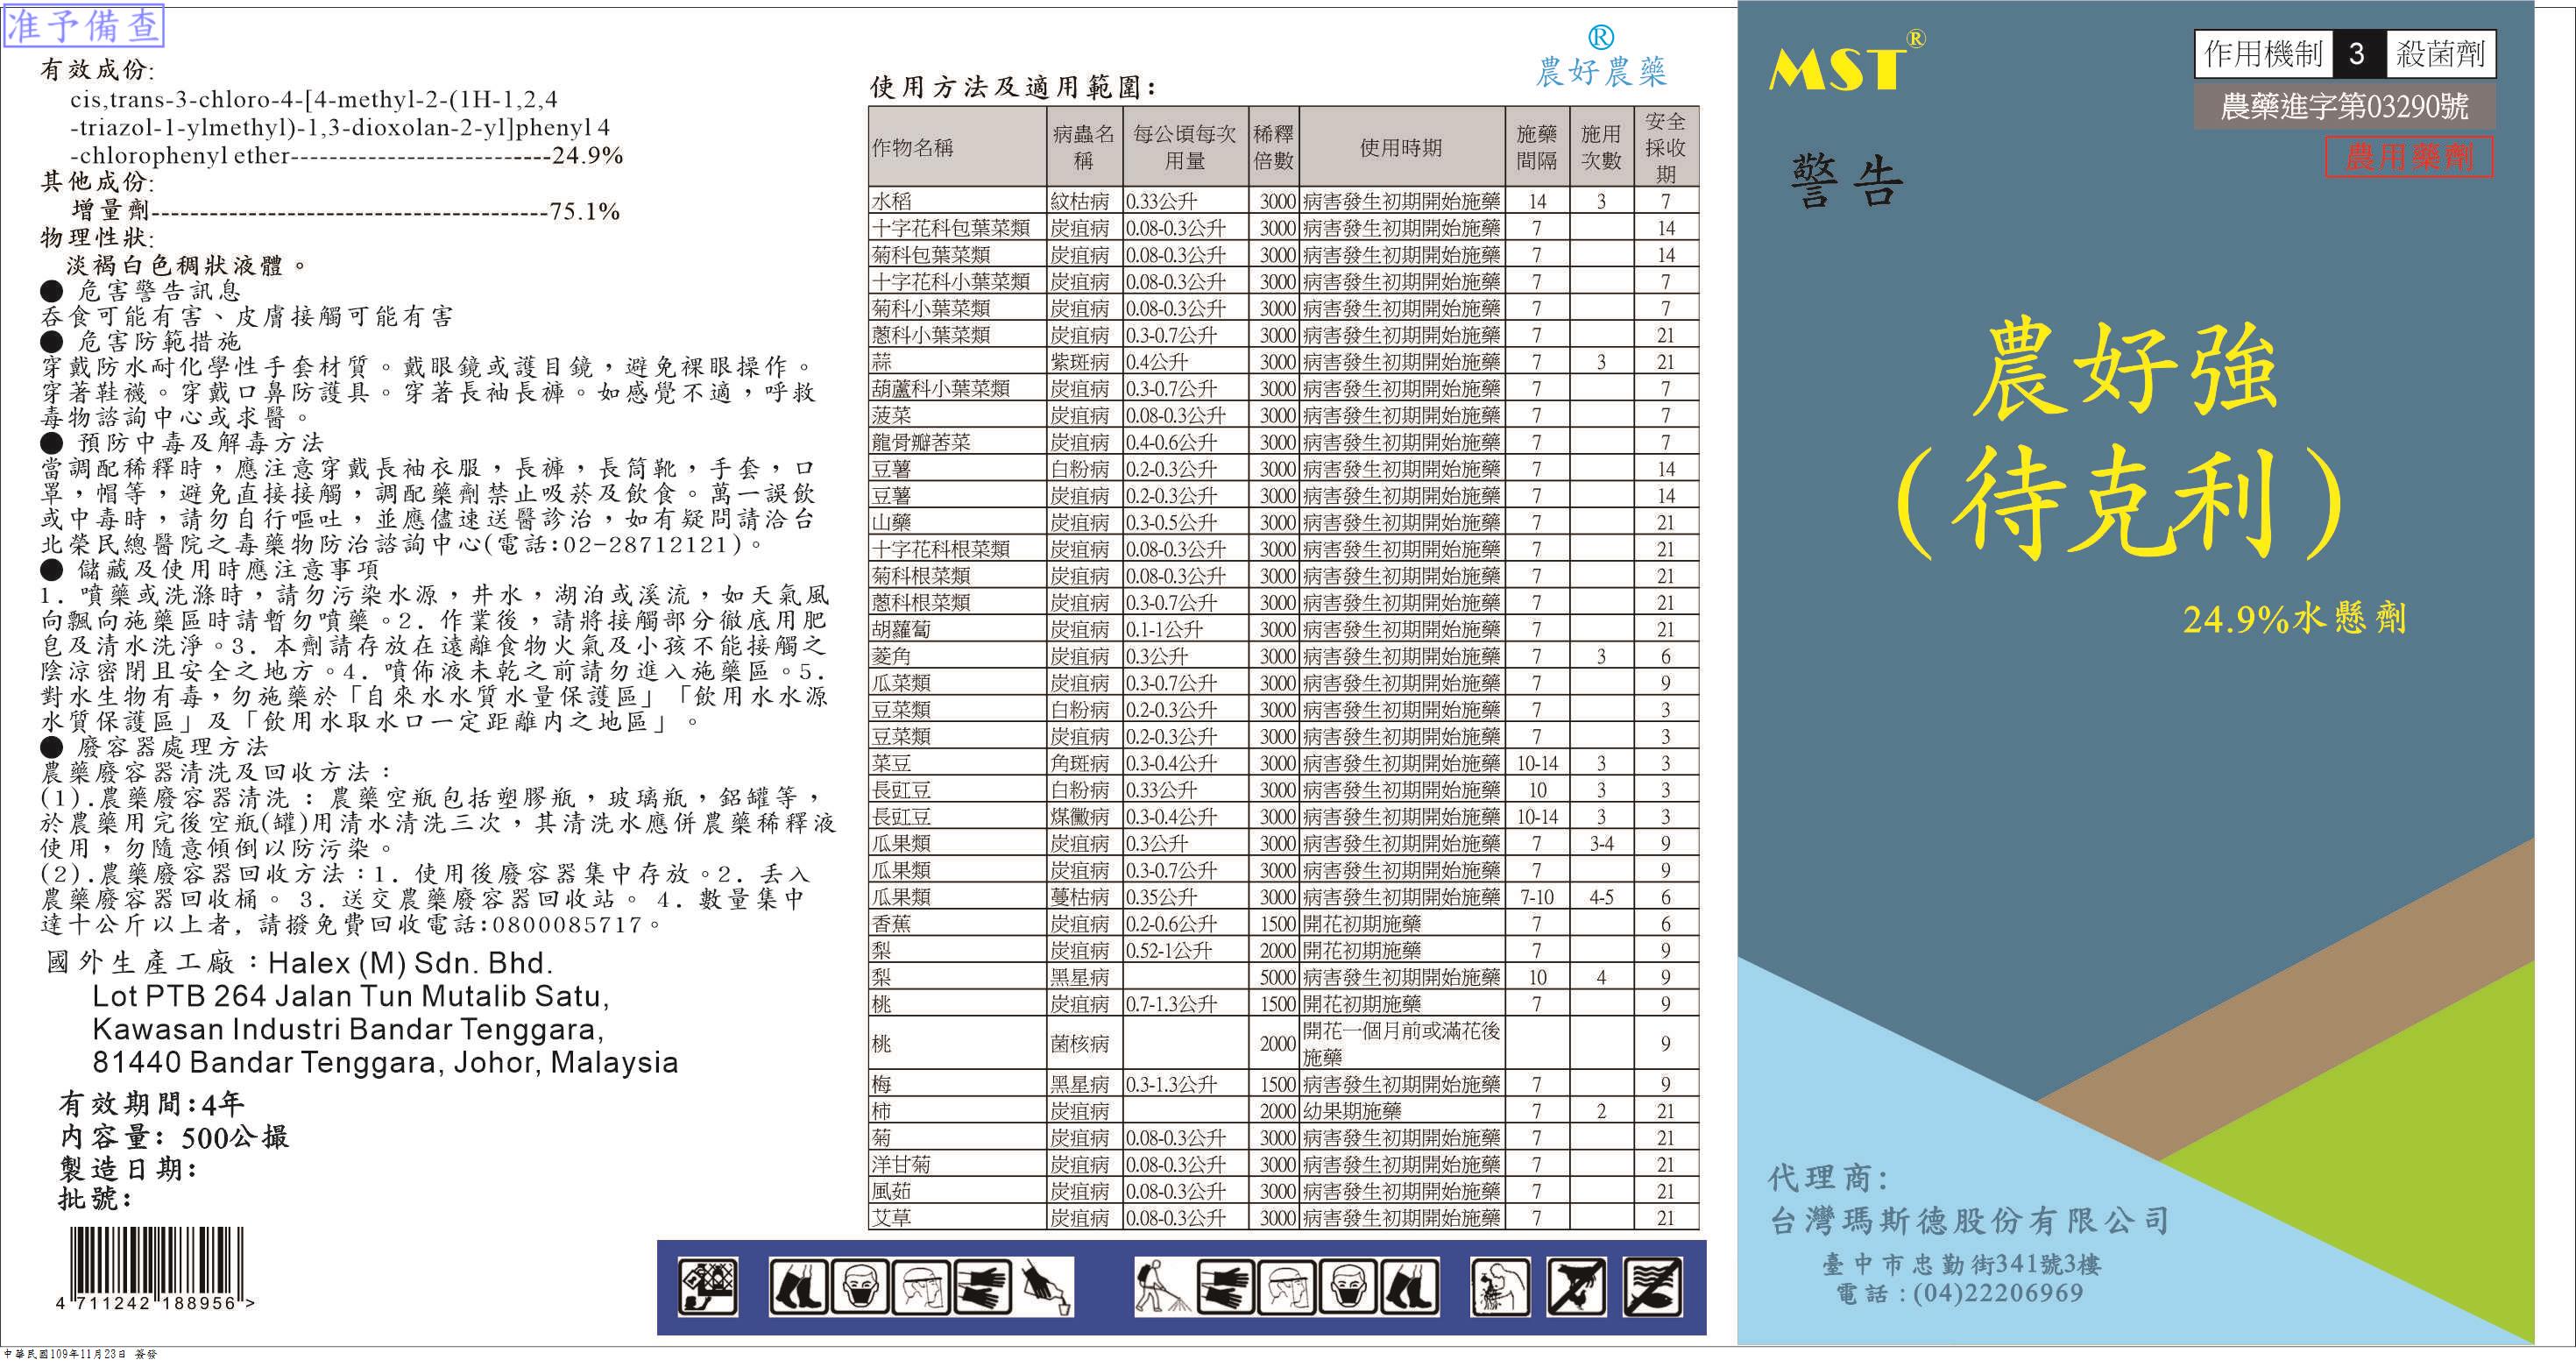 准予備查
有效成份:
cis,trans-3-chloro-4-[4-methyl-2-(1H-1,2,4
-triazol-1-ylmethyl)-1,3-dioxolan-2-yl]phenyl 4
-chlorophenyl ether---------------------------24.9%
其他成份:
增量劑-----------------------------------------75.1%
物理性狀:
淡褐白色稠狀液體。
● 危害警告訊息
吞食可能有害、皮膚接觸可能有害
● 危害防範措施
穿戴防水耐化學性手套材質。戴眼鏡或護目鏡，避免裸眼操作。
穿著鞋襪。穿戴口鼻防護具。穿著長袖長褲。如感覺不適，呼救
毒物諮詢中心或求醫。
● 預防中毒及解毒方法
當調配稀釋時，應注意穿戴長袖衣服，長褲，長筒靴，手套，口
罩，帽等，避免直接接觸，調配藥劑禁止吸菸及飲食。萬一誤飲
或中毒時，請勿自行嘔吐，並應儘速送醫診治，如有疑問請洽台
北榮民總醫院之毒藥物防治諮詢中心(電話:02-28712121)。
● 儲藏及使用時應注意事項
1. 噴藥或洗滌時，請勿污染水源，井水，湖泊或溪流，如天氣風
向飄向施藥區時請暫勿噴藥。2. 作業後，請將接觸部分徹底用肥
皂及清水洗淨。3. 本劑請存放在遠離食物火氣及小孩不能接觸之
陰涼密閉且安全之地方。4. 噴佈液未乾之前請勿進入施藥區。5.
對水生物有毒，勿施藥於「自來水水質水量保護區」「飲用水水源
水質保護區」及「飲用水取水口一定距離內之地區」。
● 廢容器處理方法
農藥廢容器清洗及回收方法：
(1).農藥廢容器清洗：農藥空瓶包括塑膠瓶，玻璃瓶，鋁罐等，
於農藥用完後空瓶(罐)用清水清洗三次，其清洗水應併農藥稀釋液
使用，勿隨意傾倒以防污染。
(2).農藥廢容器回收方法：1. 使用後廢容器集中存放。2. 丟入
農藥廢容器回收桶。 3. 送交農藥廢容器回收站。 4. 數量集中
達十公斤以上者, 請撥免費回收電話:0800085717。
國外生產工廠：Halex (M) Sdn. Bhd.
Lot PTB 264 Jalan Tun Mutalib Satu,
Kawasan Industri Bandar Tenggara,
81440 Bandar Tenggara, Johor, Malaysia
有效期間:4年
內容量: 500公撮
製造日期:
批號:
4 711242 188956 >
中華民國109年11月23日 簽發
®
農好農藥
使用方法及適用範圍:
作物名稱 病蟲名稱 每公頃每次用量 稀釋倍數 使用時期 施藥間隔 施用次數 安全採收期
水稻 紋枯病 0.33公升 3000 病害發生初期開始施藥 14 3 7
十字花科包葉菜類 炭疽病 0.08-0.3公升 3000 病害發生初期開始施藥 7 14
菊科包葉菜類 炭疽病 0.08-0.3公升 3000 病害發生初期開始施藥 7 14
十字花科小葉菜類 炭疽病 0.08-0.3公升 3000 病害發生初期開始施藥 7 7
菊科小葉菜類 炭疽病 0.08-0.3公升 3000 病害發生初期開始施藥 7 7
蔥科小葉菜類 炭疽病 0.3-0.7公升 3000 病害發生初期開始施藥 7 21
蒜 紫斑病 0.4公升 3000 病害發生初期開始施藥 7 3 21
葫蘆科小葉菜類 炭疽病 0.3-0.7公升 3000 病害發生初期開始施藥 7 7
菠菜 炭疽病 0.08-0.3公升 3000 病害發生初期開始施藥 7 7
龍骨瓣莕菜 炭疽病 0.4-0.6公升 3000 病害發生初期開始施藥 7 7
豆薯 白粉病 0.2-0.3公升 3000 病害發生初期開始施藥 7 14
豆薯 炭疽病 0.2-0.3公升 3000 病害發生初期開始施藥 7 14
山藥 炭疽病 0.3-0.5公升 3000 病害發生初期開始施藥 7 21
十字花科根菜類 炭疽病 0.08-0.3公升 3000 病害發生初期開始施藥 7 21
菊科根菜類 炭疽病 0.08-0.3公升 3000 病害發生初期開始施藥 7 21
蔥科根菜類 炭疽病 0.3-0.7公升 3000 病害發生初期開始施藥 7 21
胡蘿蔔 炭疽病 0.1-1公升 3000 病害發生初期開始施藥 7 21
菱角 炭疽病 0.3公升 3000 病害發生初期開始施藥 7 3 6
瓜菜類 炭疽病 0.3-0.7公升 3000 病害發生初期開始施藥 7 9
豆菜類 白粉病 0.2-0.3公升 3000 病害發生初期開始施藥 7 3
豆菜類 炭疽病 0.2-0.3公升 3000 病害發生初期開始施藥 7 3
菜豆 角斑病 0.3-0.4公升 3000 病害發生初期開始施藥 10-14 3 3
長豇豆 白粉病 0.33公升 3000 病害發生初期開始施藥 10 3 3
長豇豆 煤黴病 0.3-0.4公升 3000 病害發生初期開始施藥 10-14 3 3
瓜果類 炭疽病 0.3公升 3000 病害發生初期開始施藥 7 3-4 9
瓜果類 炭疽病 0.3-0.7公升 3000 病害發生初期開始施藥 7 9
瓜果類 蔓枯病 0.35公升 3000 病害發生初期開始施藥 7-10 4-5 6
香蕉 炭疽病 0.2-0.6公升 1500 開花初期施藥 7 6
梨 炭疽病 0.52-1公升 2000 開花初期施藥 7 9
梨 黑星病 5000 病害發生初期開始施藥 10 4 9
桃 炭疽病 0.7-1.3公升 1500 開花初期施藥 7 9
桃 菌核病 2000 開花一個月前或滿花後施藥 9
梅 黑星病 0.3-1.3公升 1500 病害發生初期開始施藥 7 9
柿 炭疽病 2000 幼果期施藥 7 2 21
菊 炭疽病 0.08-0.3公升 3000 病害發生初期開始施藥 7 21
洋甘菊 炭疽病 0.08-0.3公升 3000 病害發生初期開始施藥 7 21
風茹 炭疽病 0.08-0.3公升 3000 病害發生初期開始施藥 7 21
艾草 炭疽病 0.08-0.3公升 3000 病害發生初期開始施藥 7 21
MST®
作用機制 3 殺菌劑
農藥進字第03290號
農用藥劑
警告
農好強
(待克利)
24.9%水懸劑
代理商:
台灣瑪斯德股份有限公司
臺中市忠勤街341號3樓
電話:(04)22206969